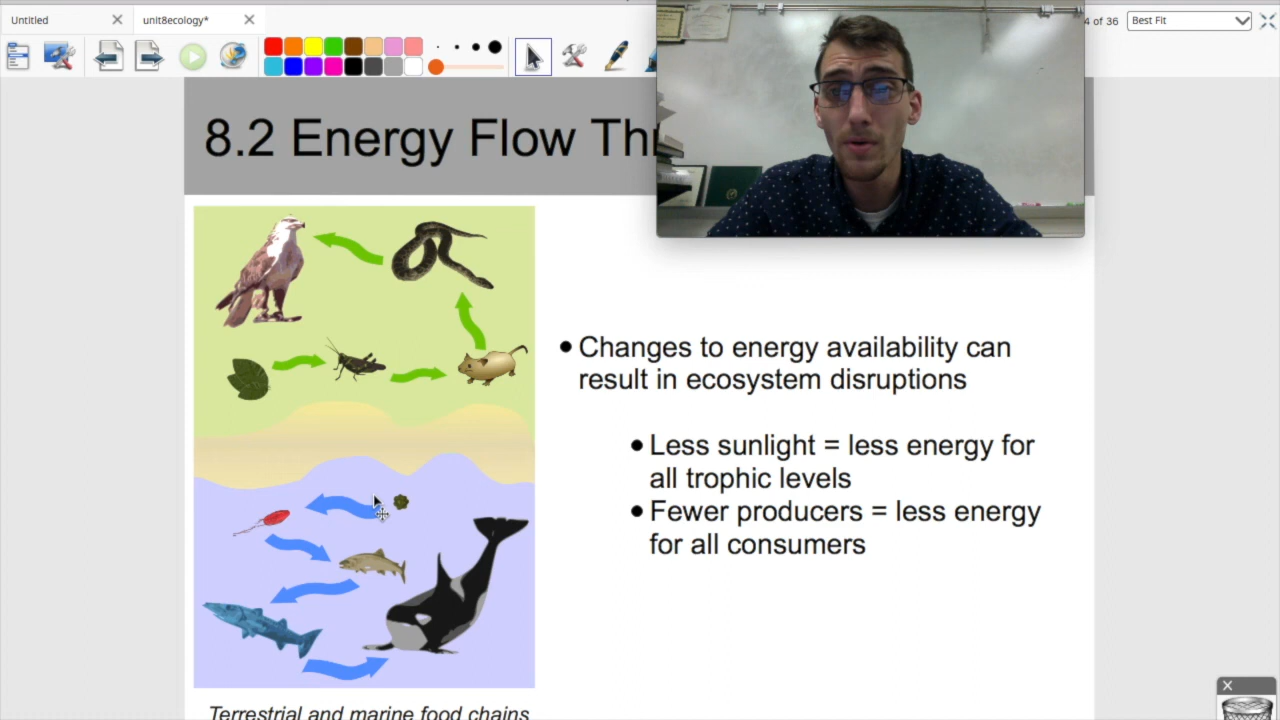 Untitled
unit8ecology*
4 of 36
Best Fit
8.2 Energy Flow Thr
Changes to energy availability can
result in ecosystem disruptions
Less sunlight = less energy for
all trophic levels
Fewer producers = less energy
for all consumers
Terrestrial and marine food chains